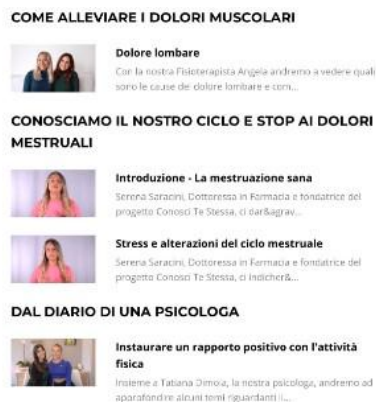 COME ALLEVIARE I DOLORI MUSCOLARI
Dolore lombare
Con la nostra Fisioterapista Angela andremo a vedere quali
sono le cause del dolore lombare e com...
CONOSCIAMO IL NOSTRO CICLO E STOP AI DOLORI
MESTRUALI
Introduzione - La mestruazione sana
Serena Saracini, Dottoressa in Farmacia e fondatrice del
progetto Conosci Te Stessa, ci dar&agrav...
Stress e alterazioni del ciclo mestruale
Serena Saracini, Dottoressa in Farmacia e fondatrice del
progetto Conosci Te Stessa, ci indicher&...
DAL DIARIO DI UNA PSICOLOGA
Instaurare un rapporto positivo con l'attività
fisica
Insieme a Tatiana Dimoia, la nostra psicologa, andremo ad
approfondire alcuni temi riguardanti il...